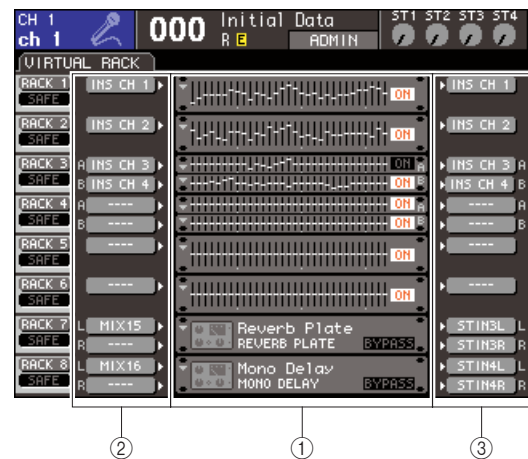 CH 1
ch 1
000
Initial Data
R E
ADMIN
ST1 ST2 ST3 ST4
VIRTUAL RACK
RACK 1 INS CH 1 ON INS CH 1
SAFE
RACK 2 INS CH 2 ON INS CH 2
SAFE
RACK 3 A INS CH 3 ON A INS CH 3 A
SAFE B INS CH 4 ON B INS CH 4 B
RACK 4 A ---- ON A ---- A
SAFE B ---- ON B ---- B
RACK 5 ---- ON ----
SAFE
RACK 6 ---- ON ----
SAFE
RACK 7 L MIX15 Reverb Plate STIN3L L
SAFE R ---- REVERB PLATE BYPASS STIN3R R
RACK 8 L MIX16 Mono Delay STIN4L L
SAFE R ---- MONO DELAY BYPASS STIN4R R
② ① ③